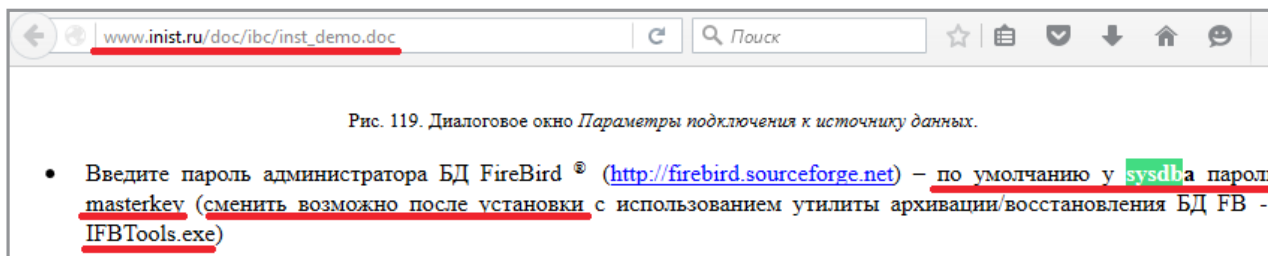 www.inist.ru/doc/ibc/inst_demo.doc
Поиск
Рис. 119. Диалоговое окно Параметры подключения к источнику данных.
• Введите пароль администратора БД FireBird ® (http://firebird.sourceforge.net) – по умолчанию у sysdba парол
masterkey (сменить возможно после установки с использованием утилиты архивации/восстановления БД FB -
IFBTools.exe)